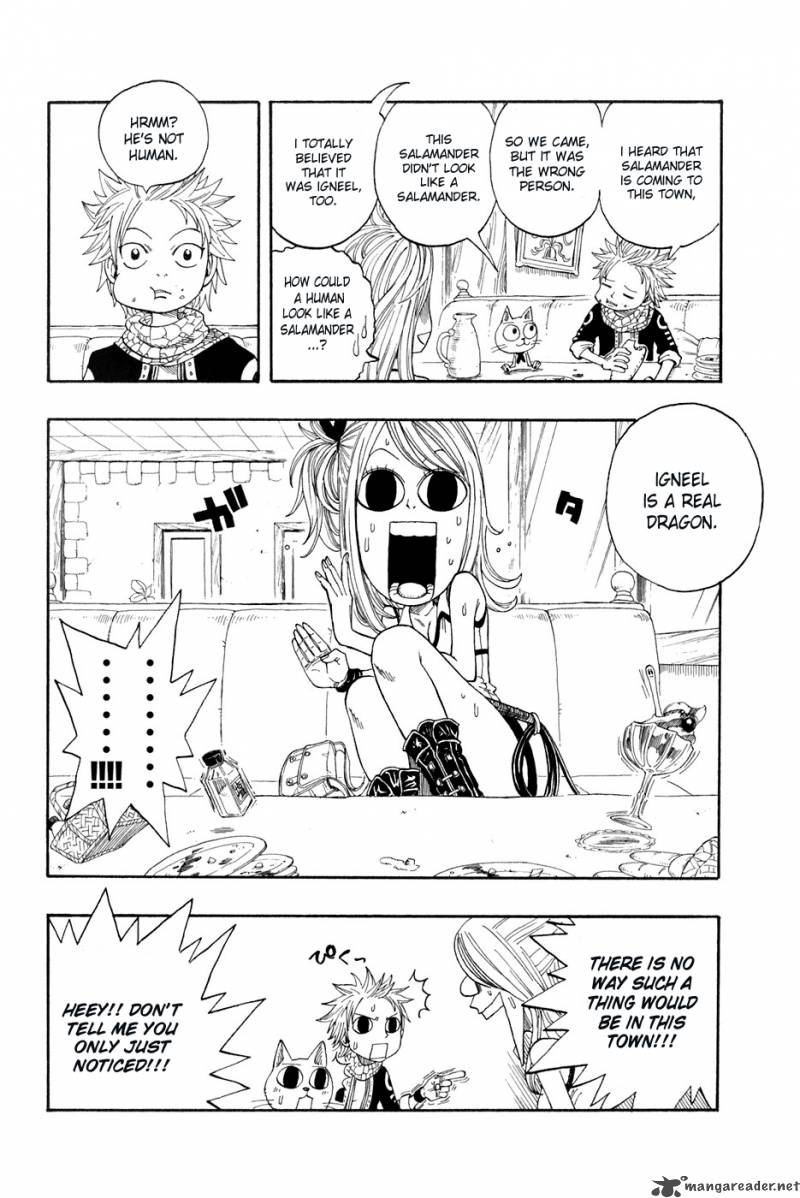 I HEARD THAT
SALAMANDER
IS COMING TO
THIS TOWN,
SO WE CAME,
BUT IT WAS
THE WRONG
PERSON.
THIS
SALAMANDER
DIDN'T LOOK
LIKE A
SALAMANDER.
I TOTALLY
BELIEVED
THAT IT
WAS IGNEEL,
TOO.
HOW COULD
A HUMAN
LOOK LIKE A
SALAMANDER
...?
HRMM?
HE'S NOT
HUMAN.
IGNEEL
IS A REAL
DRAGON.
ガタ
........
.....!!!!
THERE IS NO
WAY SUCH A
THING WOULD
BE IN THIS
TOWN!!!
ぴくっ
HEEY!! DON'T
TELL ME YOU
ONLY JUST
NOTICED!!!
mangareader.net